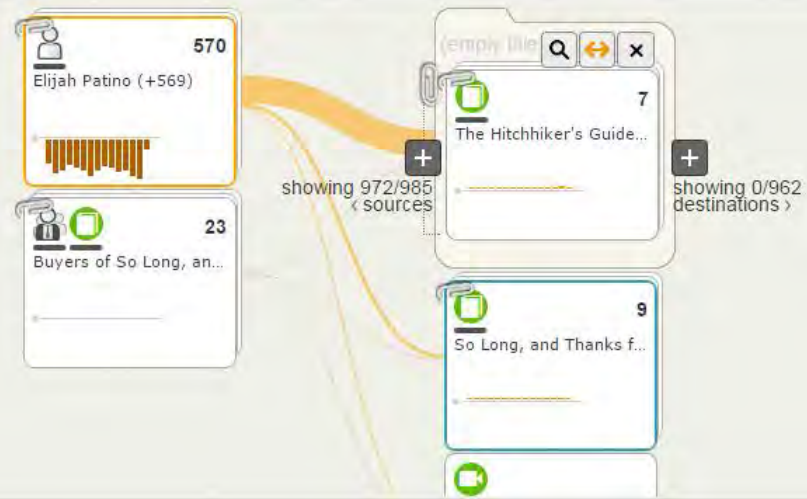 570
Elijah Patino (+569)
23
Buyers of So Long, an...
(empty title
7
The Hitchhiker's Guide...
showing 972/985
‹ sources
showing 0/962
destinations ›
9
So Long, and Thanks f...